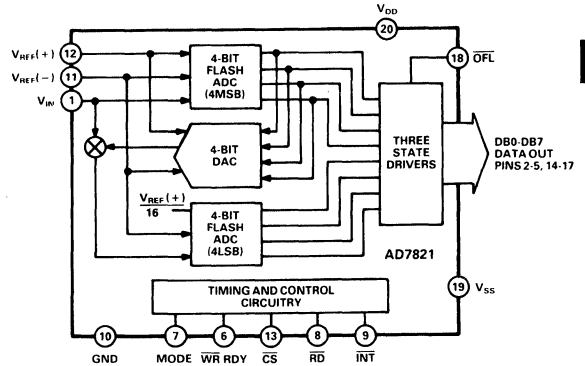 VDD
20
VREF(+) 12
VREF(-) 11
VIN 1
4-BIT
FLASH
ADC
(4MSB)
18 OFL
4-BIT
DAC
THREE
STATE
DRIVERS
DB0-DB7
DATA OUT
PINS 2-5, 14-17
VREF(+)
16
4-BIT
FLASH
ADC
(4LSB)
AD7821
TIMING AND CONTROL
CIRCUITRY
19 VSS
10 7 6 13 8 9
GND MODE WR RDY CS RD INT